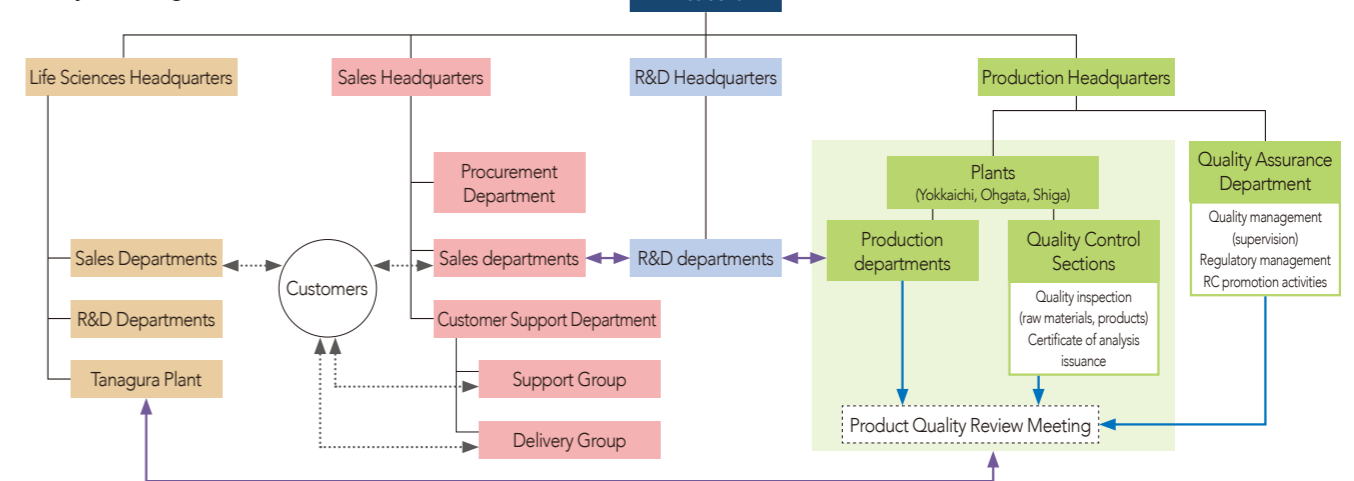 Life Sciences Headquarters
Sales Headquarters
R&D Headquarters
Production Headquarters
Procurement
Department
Plants
(Yokkaichi, Ohgata, Shiga)
Quality Assurance
Department
Quality management
(supervision)
Regulatory management
RC promotion activities
Sales Departments
Customers
Sales departments
R&D departments
Production
departments
Quality Control
Sections
Quality inspection
(raw materials, products)
Certificate of analysis
issuance
R&D Departments
Customer Support Department
Tanagura Plant
Support Group
Delivery Group
Product Quality Review Meeting